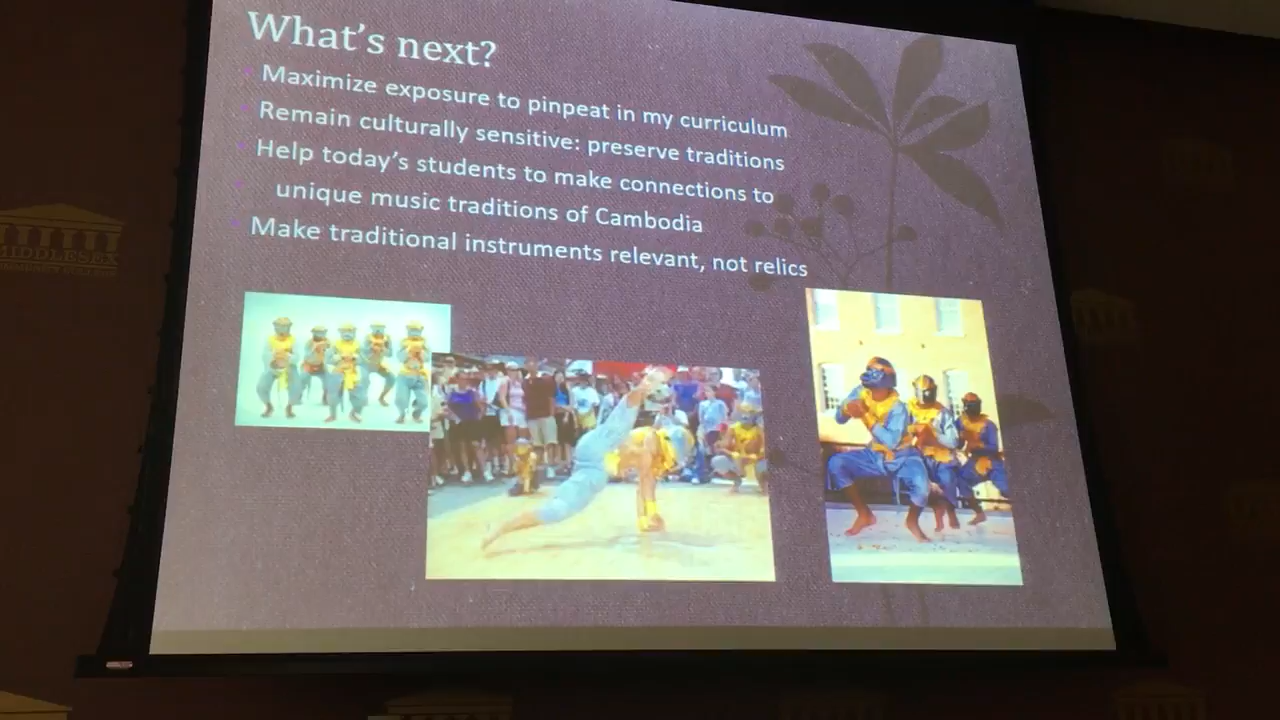 What's next?
Maximize exposure to pinpeat in my curriculum
Remain culturally sensitive: preserve traditions
Help today's students to make connections to
unique music traditions of Cambodia
Make traditional instruments relevant, not relics
MIDDLESEX